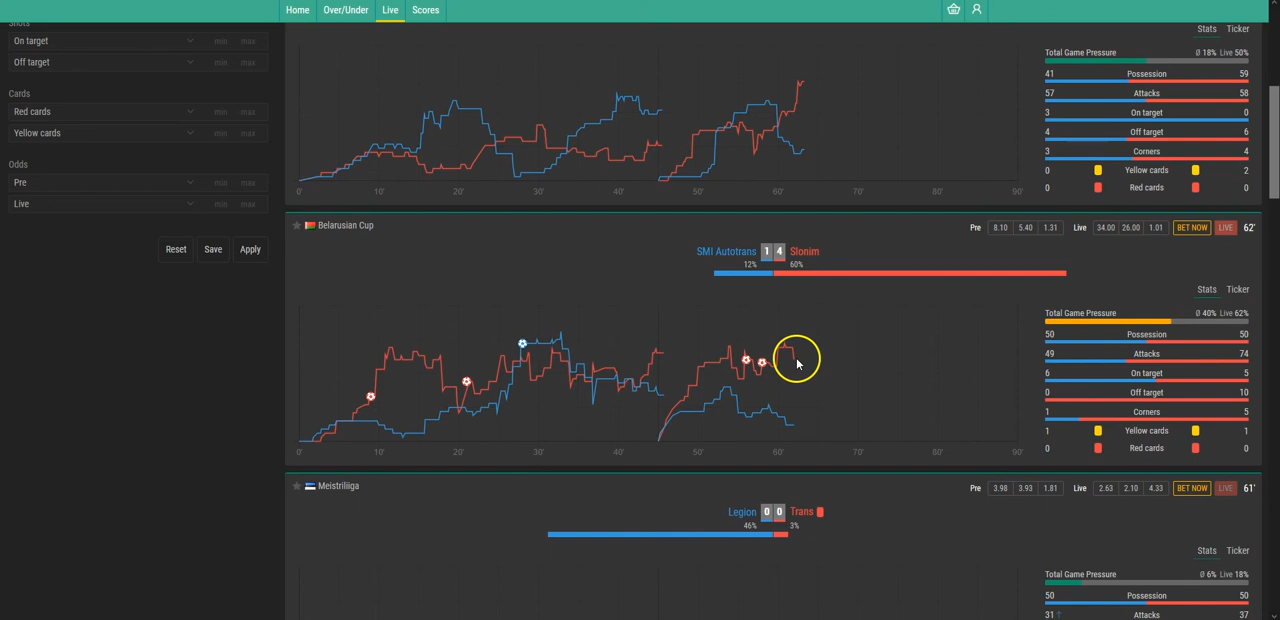 Home Over/Under Live Scores
Shots
On target min max
Off target min max
Cards
Red cards min max
Yellow cards min max
Odds
Pre min max
Live min max
Reset Save Apply
Stats Ticker
Total Game Pressure Ø 18% Live 50%
41 Possession 59
57 Attacks 58
3 On target 0
4 Off target 6
3 Corners 4
0 Yellow cards 2
0 Red cards 0
0' 10' 20' 30' 40' 50' 60' 70' 80' 90'
Belarusian Cup Pre 8.10 5.40 1.31 Live 34.00 26.00 1.01 BET NOW LIVE 62'
SMI Autotrans 1 4 Slonim
12% 60%
Stats Ticker
Total Game Pressure Ø 40% Live 62%
50 Possession 50
49 Attacks 74
6 On target 5
0 Off target 10
1 Corners 5
1 Yellow cards 1
0 Red cards 0
0' 10' 20' 30' 40' 50' 60' 70' 80' 90'
Meistriliiga Pre 3.98 3.93 1.81 Live 2.63 2.10 4.33 BET NOW LIVE 61'
Legion 0 0 Trans
46% 3%
Stats Ticker
Total Game Pressure Ø 6% Live 18%
50 Possession 50
31 ↑ Attacks 37